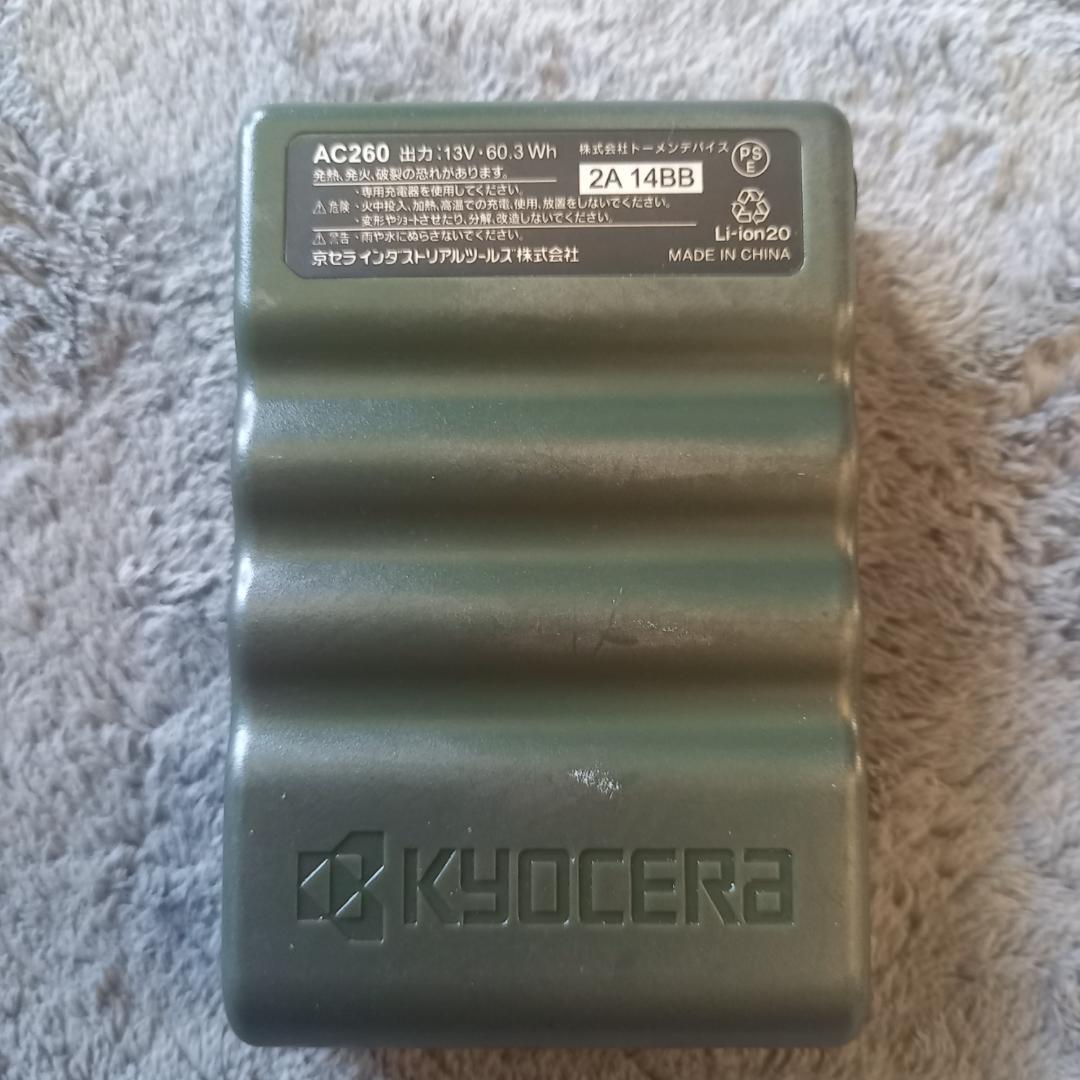 AC260 出力:13V・60.3 Wh
株式会社トーメンデバイス
PS
E
発熱、発火、破裂の恐れがあります。
2A 14BB
・専用充電器を使用してください。
⚠危険 ・火中投入、加熱、高温での充電、使用、放置をしないでください。
・変形やショートさせたり、分解、改造しないでください。
Li-ion20
⚠警告 ・雨や水にぬらさないでください。
京セラインダストリアルツールズ株式会社
MADE IN CHINA
KYOCERA